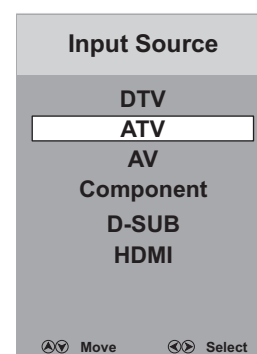 Input Source
DTV
ATV
AV
Component
D-SUB
HDMI
Move Select